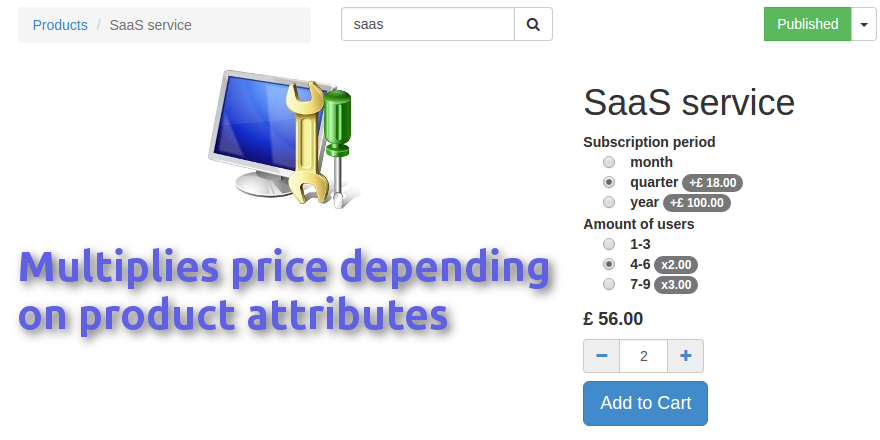 Products / SaaS service
saas
Published
SaaS service
Subscription period
month
quarter +£ 18.00
year +£ 100.00
Amount of users
1-3
4-6 x2.00
7-9 x3.00
£ 56.00
2
Add to Cart
Multiplies price depending
on product attributes